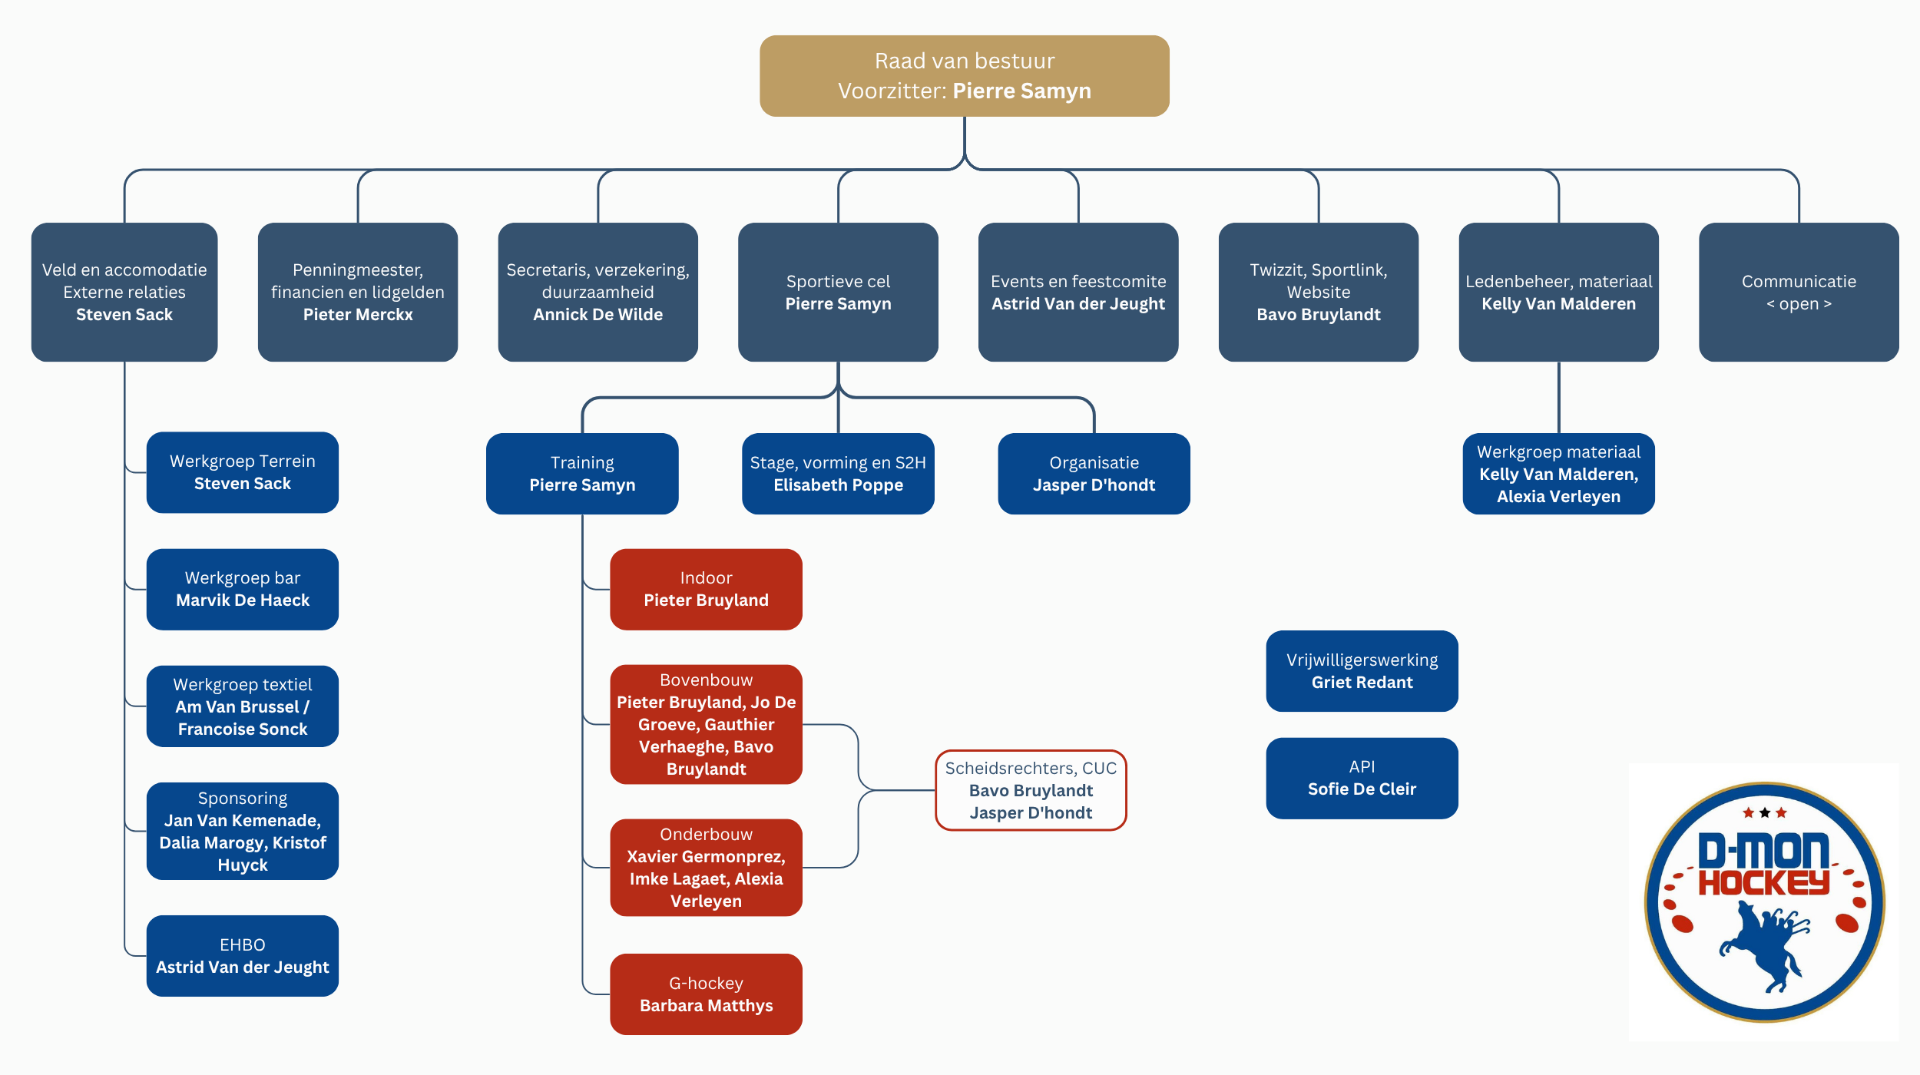 Raad van bestuur
Voorzitter: Pierre Samyn
Veld en accomodatie
Externe relaties
Steven Sack
Penningmeester,
financien en lidgelden
Pieter Merckx
Secretaris, verzekering,
duurzaamheid
Annick De Wilde
Sportieve cel
Pierre Samyn
Events en feestcomite
Astrid Van der Jeught
Twizzit, Sportlink,
Website
Bavo Bruylandt
Ledenbeheer, materiaal
Kelly Van Malderen
Communicatie
< open >
Werkgroep Terrein
Steven Sack
Werkgroep bar
Marvik De Haeck
Werkgroep textiel
Am Van Brussel /
Francoise Sonck
Sponsoring
Jan Van Kemenade,
Dalia Marogy, Kristof
Huyck
EHBO
Astrid Van der Jeught
Training
Pierre Samyn
Stage, vorming en S2H
Elisabeth Poppe
Organisatie
Jasper D'hondt
Werkgroep materiaal
Kelly Van Malderen,
Alexia Verleyen
Indoor
Pieter Bruyland
Bovenbouw
Pieter Bruyland, Jo De
Groeve, Gauthier
Verhaeghe, Bavo
Bruylandt
Onderbouw
Xavier Germonprez,
Imke Lagaet, Alexia
Verleyen
G-hockey
Barbara Matthys
Scheidsrechters, CUC
Bavo Bruylandt
Jasper D'hondt
Vrijwilligerswerking
Griet Redant
API
Sofie De Cleir
D-MON
HOCKEY